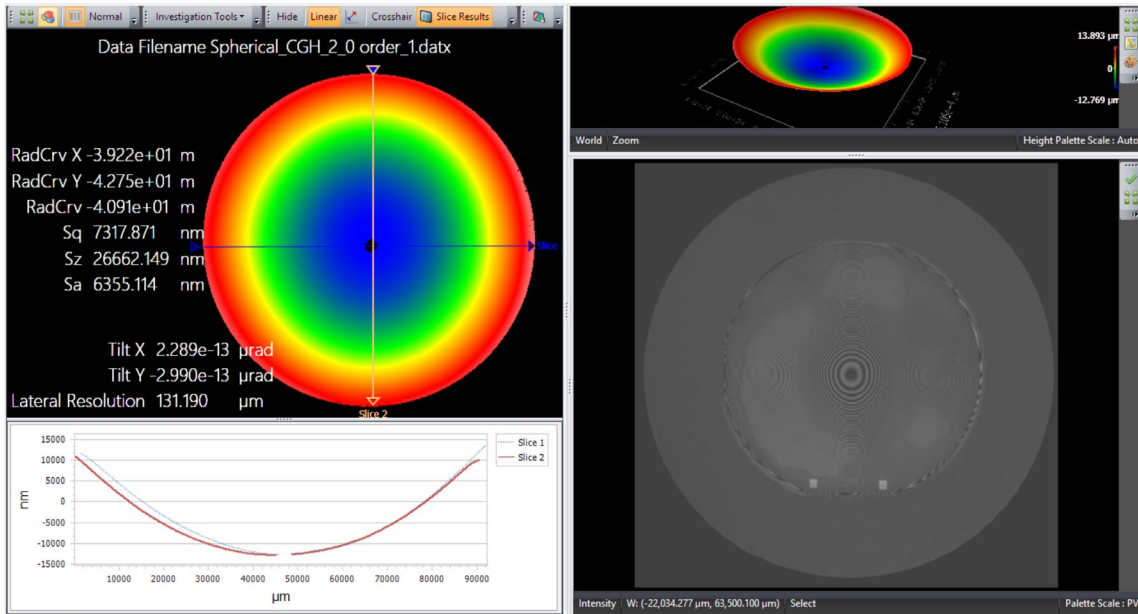 Normal Investigation Tools Hide Linear Crosshair Slice Results
Data Filename Spherical_CGH_2_0 order_1.datx
RadCrv X -3.922e+01 m
RadCrv Y -4.275e+01 m
RadCrv -4.091e+01 m
Sq 7317.871 nm
Sz 26662.149 nm
Sa 6355.114 nm
Slice
Tilt X 2.289e-13 µrad
Tilt Y -2.990e-13 µrad
Lateral Resolution 131.190 µm
Slice 2
15000
10000
5000
0
-5000
-10000
-15000
nm
10000 20000 30000 40000 50000 60000 70000 80000 90000
µm
Slice 1
Slice 2
13.893 µm
0
-12.769 µm
World Zoom Height Palette Scale : Auto
Intensity W: (-22,034.277 µm, 63,500.100 µm) Select Palette Scale : PV